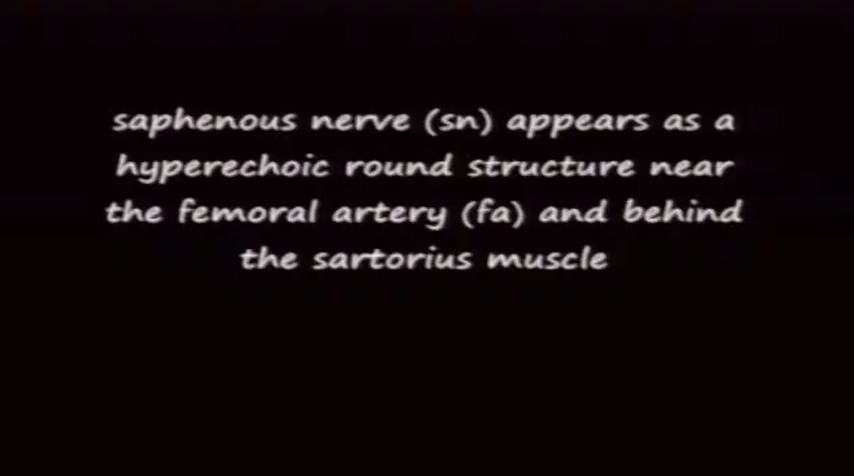 saphenous nerve (sn) appears as a
hyperechoic round structure near
the femoral artery (fa) and behind
the sartorius muscle